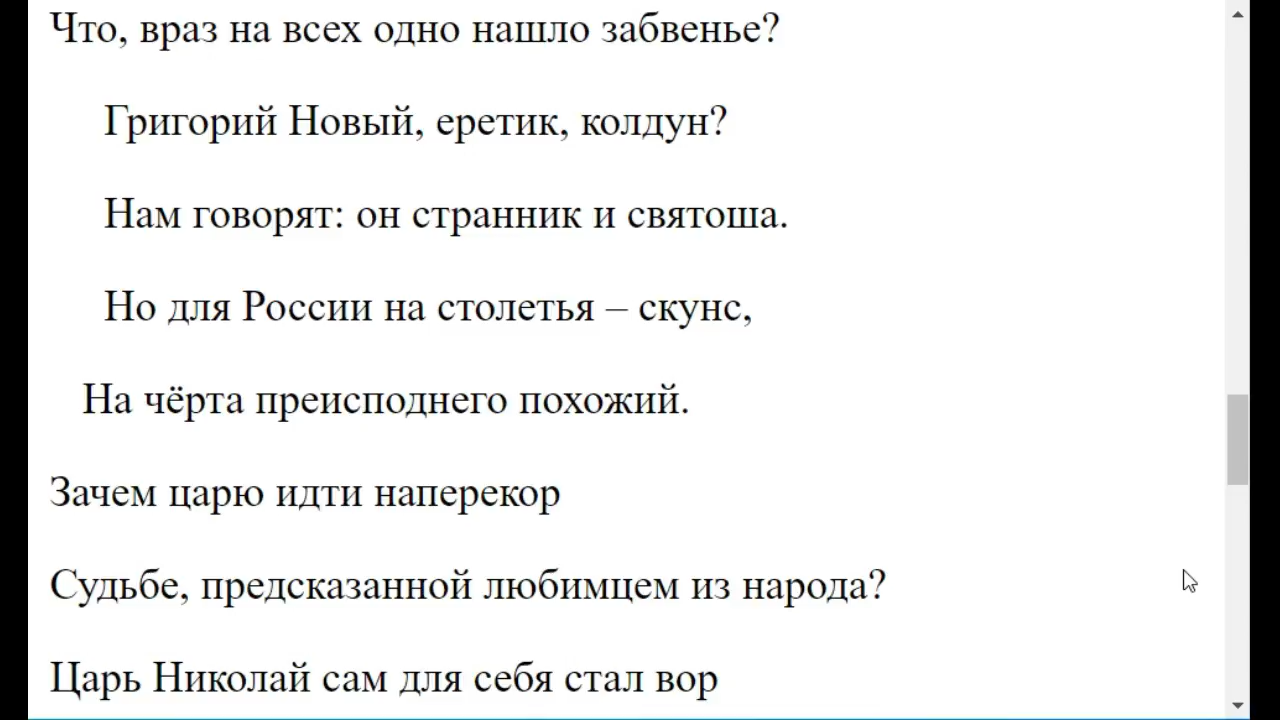 Что, враз на всех одно нашло забвенье?
Григорий Новый, еретик, колдун?
Нам говорят: он странник и святоша.
Но для России на столетья – скунс,
На чёрта преисподнего похожий.
Зачем царю идти наперекор
Судьбе, предсказанной любимцем из народа?
Царь Николай сам для себя стал вор